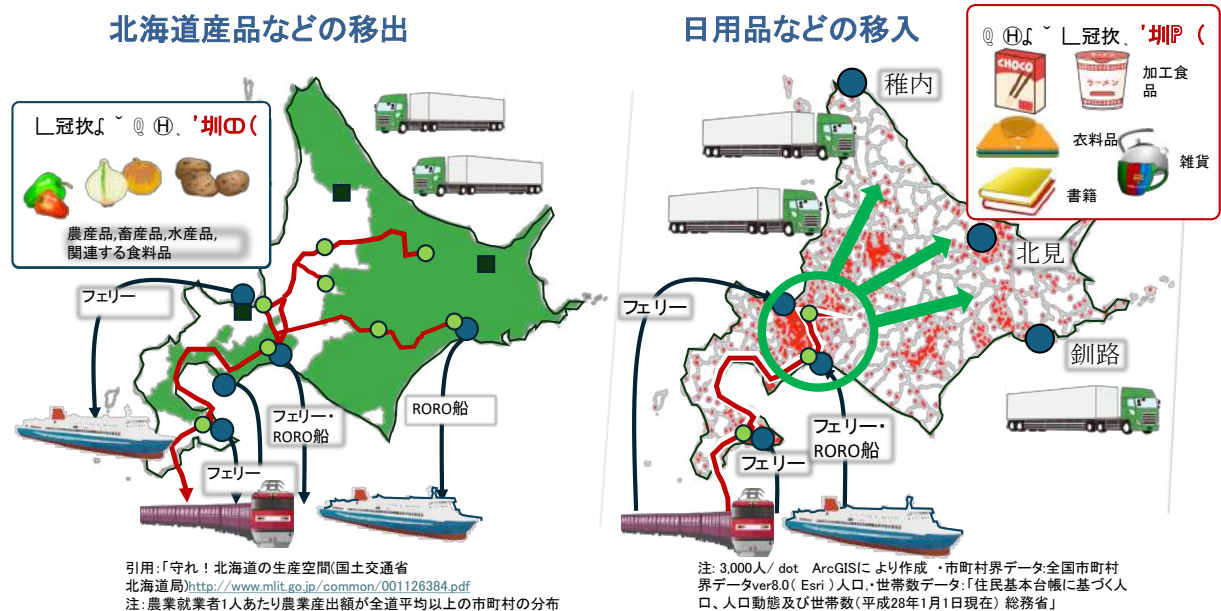 北海道産品などの移出
農産品,畜産品,水産品,
関連する食料品
フェリー
フェリー・
RORO船
RORO船
フェリー
引用:「守れ！北海道の生産空間(国土交通省
北海道局)http://www.mlit.go.jp/common/001126384.pdf
注:農業就業者1人あたり農業産出額が全道平均以上の市町村の分布
日用品などの移入
CHOCO
ラーメン
加工食
品
衣料品
雑貨
書籍
稚内
北見
釧路
フェリー
フェリー・
RORO船
フェリー
注: 3,000人/ dot ArcGISに より作成 ・市町村界データ:全国市町村
界データver8.0( Esri ）人口,・世帯数データ:「住民基本台帳に基づく人
口、人口動態及び世帯数(平成28年1月1日現在） 総務省」